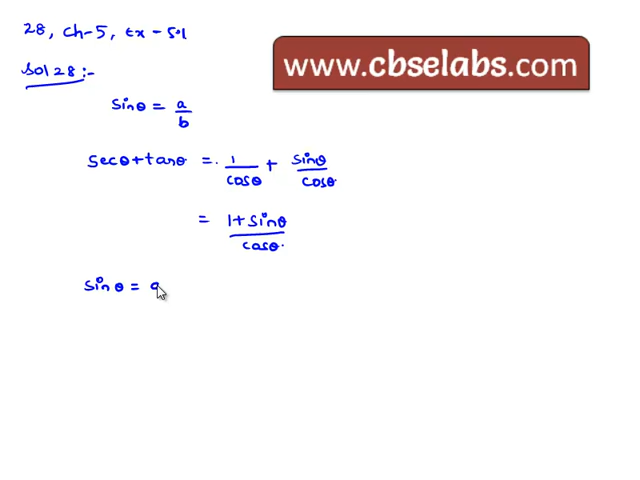 28, ch-5, Ex - 5.1
www.cbselabs.com
Sol 28:-
sinθ = a/b
secθ+tanθ = 1/cosθ + sinθ/cosθ
= 1+sinθ/cosθ
sinθ = a